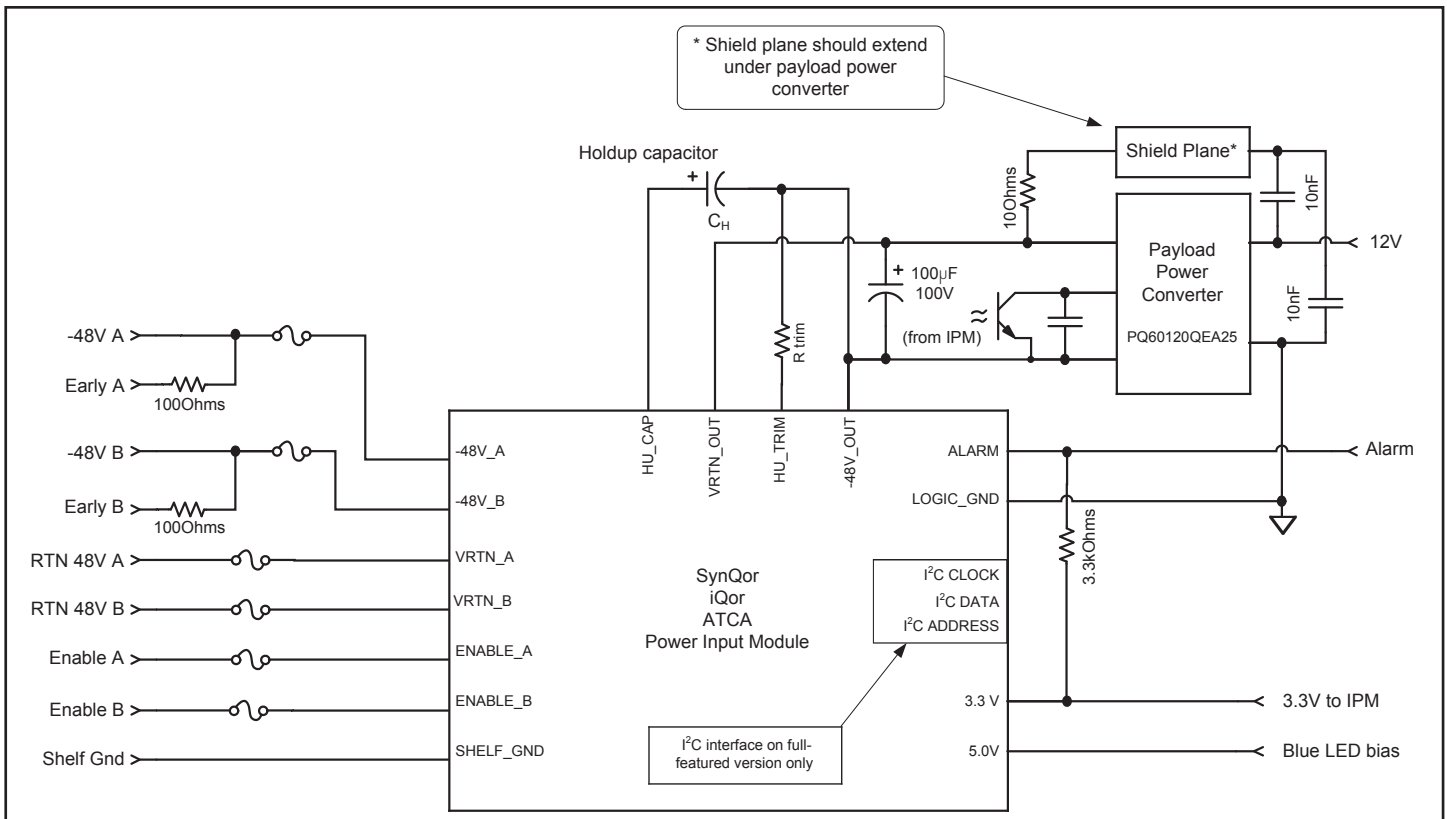 * Shield plane should extend
under payload power
converter
Holdup capacitor
+
C_H
10Ohms
Shield Plane*
10nF
10nF
12V
+ 100µF
100V
R trim
≈
(from IPM)
Payload
Power
Converter
PQ60120QEA25
-48V A
Early A
100Ohms
-48V B
Early B
100Ohms
RTN 48V A
RTN 48V B
Enable A
Enable B
Shelf Gnd
-48V_A
-48V_B
VRTN_A
VRTN_B
ENABLE_A
ENABLE_B
SHELF_GND
HU_CAP
VRTN_OUT
HU_TRIM
-48V_OUT
SynQor
iQor
ATCA
Power Input Module
ALARM
LOGIC_GND
I²C CLOCK
I²C DATA
I²C ADDRESS
3.3 V
5.0V
I²C interface on full-
featured version only
3.3kOhms
Alarm
3.3V to IPM
Blue LED bias